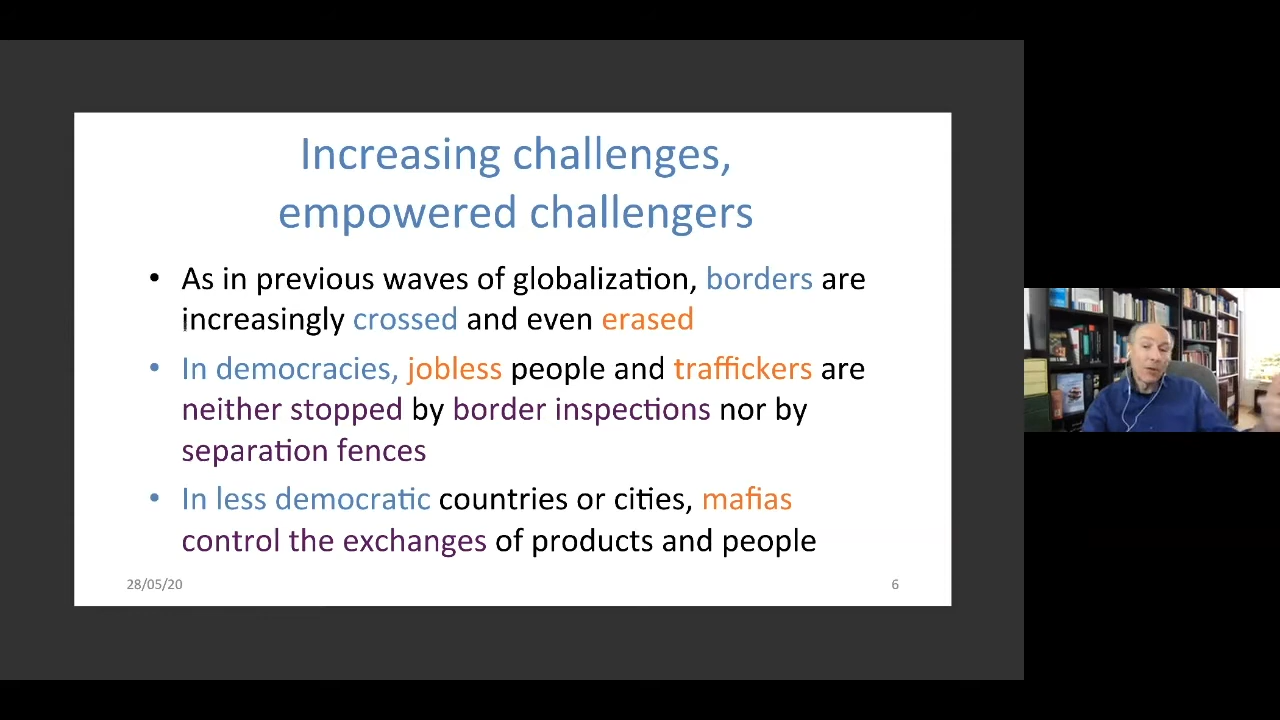 Increasing challenges,
empowered challengers
• As in previous waves of globalization, borders are
increasingly crossed and even erased
• In democracies, jobless people and traffickers are
neither stopped by border inspections nor by
separation fences
• In less democratic countries or cities, mafias
control the exchanges of products and people
28/05/20
6